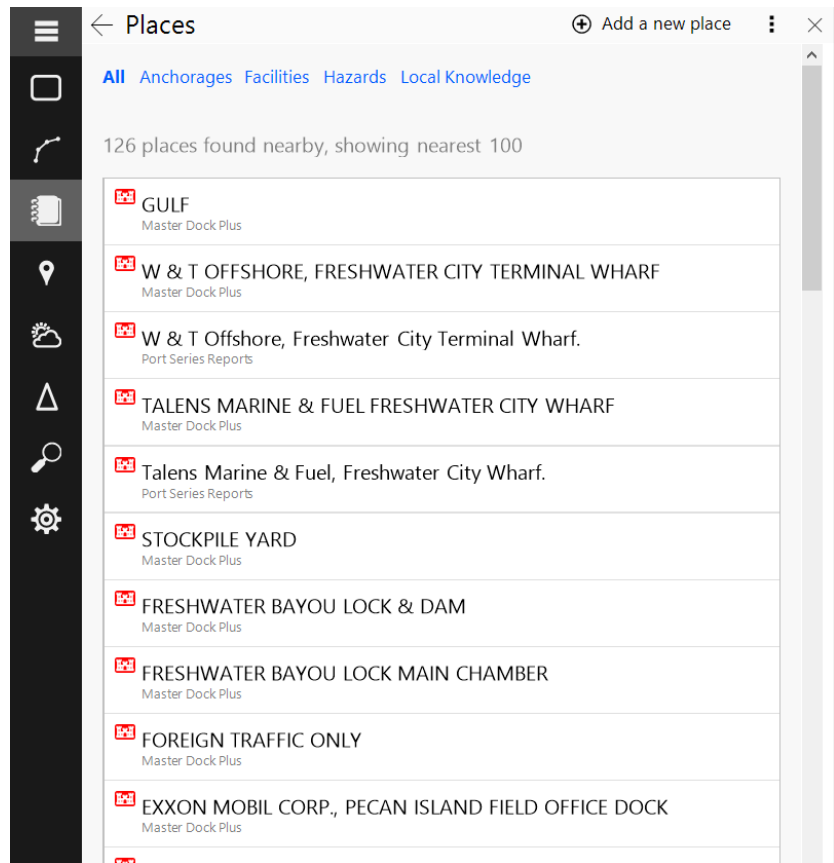 Places
Add a new place
All Anchorages Facilities Hazards Local Knowledge
126 places found nearby, showing nearest 100
GULF
Master Dock Plus
W & T OFFSHORE, FRESHWATER CITY TERMINAL WHARF
Master Dock Plus
W & T Offshore, Freshwater City Terminal Wharf.
Port Series Reports
TALENS MARINE & FUEL FRESHWATER CITY WHARF
Master Dock Plus
Talens Marine & Fuel, Freshwater City Wharf.
Port Series Reports
STOCKPILE YARD
Master Dock Plus
FRESHWATER BAYOU LOCK & DAM
Master Dock Plus
FRESHWATER BAYOU LOCK MAIN CHAMBER
Master Dock Plus
FOREIGN TRAFFIC ONLY
Master Dock Plus
EXXON MOBIL CORP., PECAN ISLAND FIELD OFFICE DOCK
Master Dock Plus